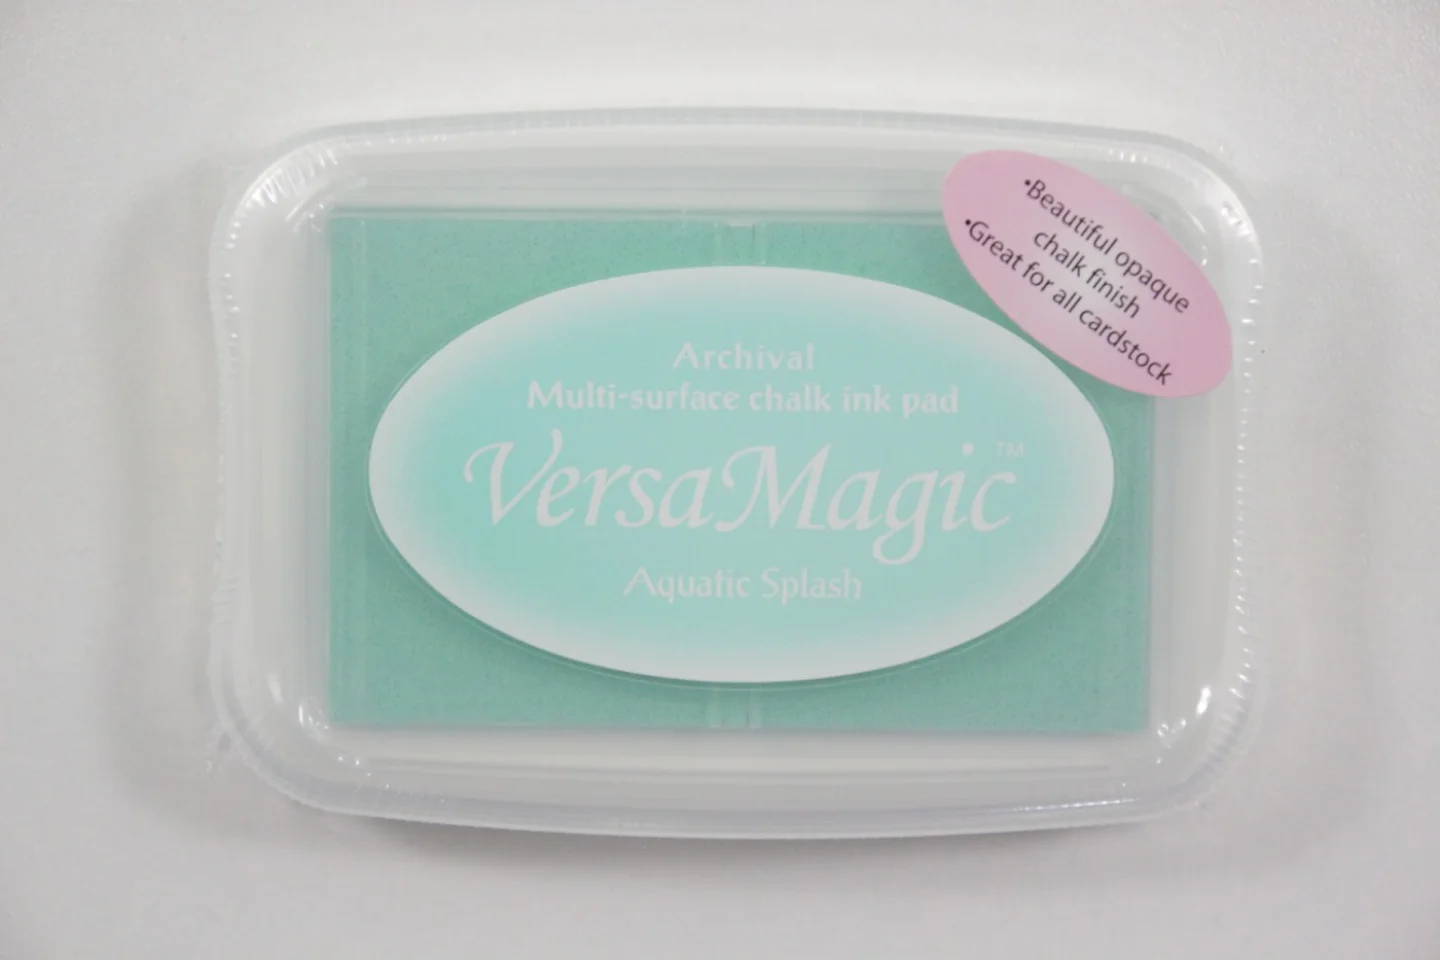 •Beautiful opaque
chalk finish
•Great for all cardstock
Archival
Multi-surface chalk ink pad
VersaMagic™
Aquatic Splash